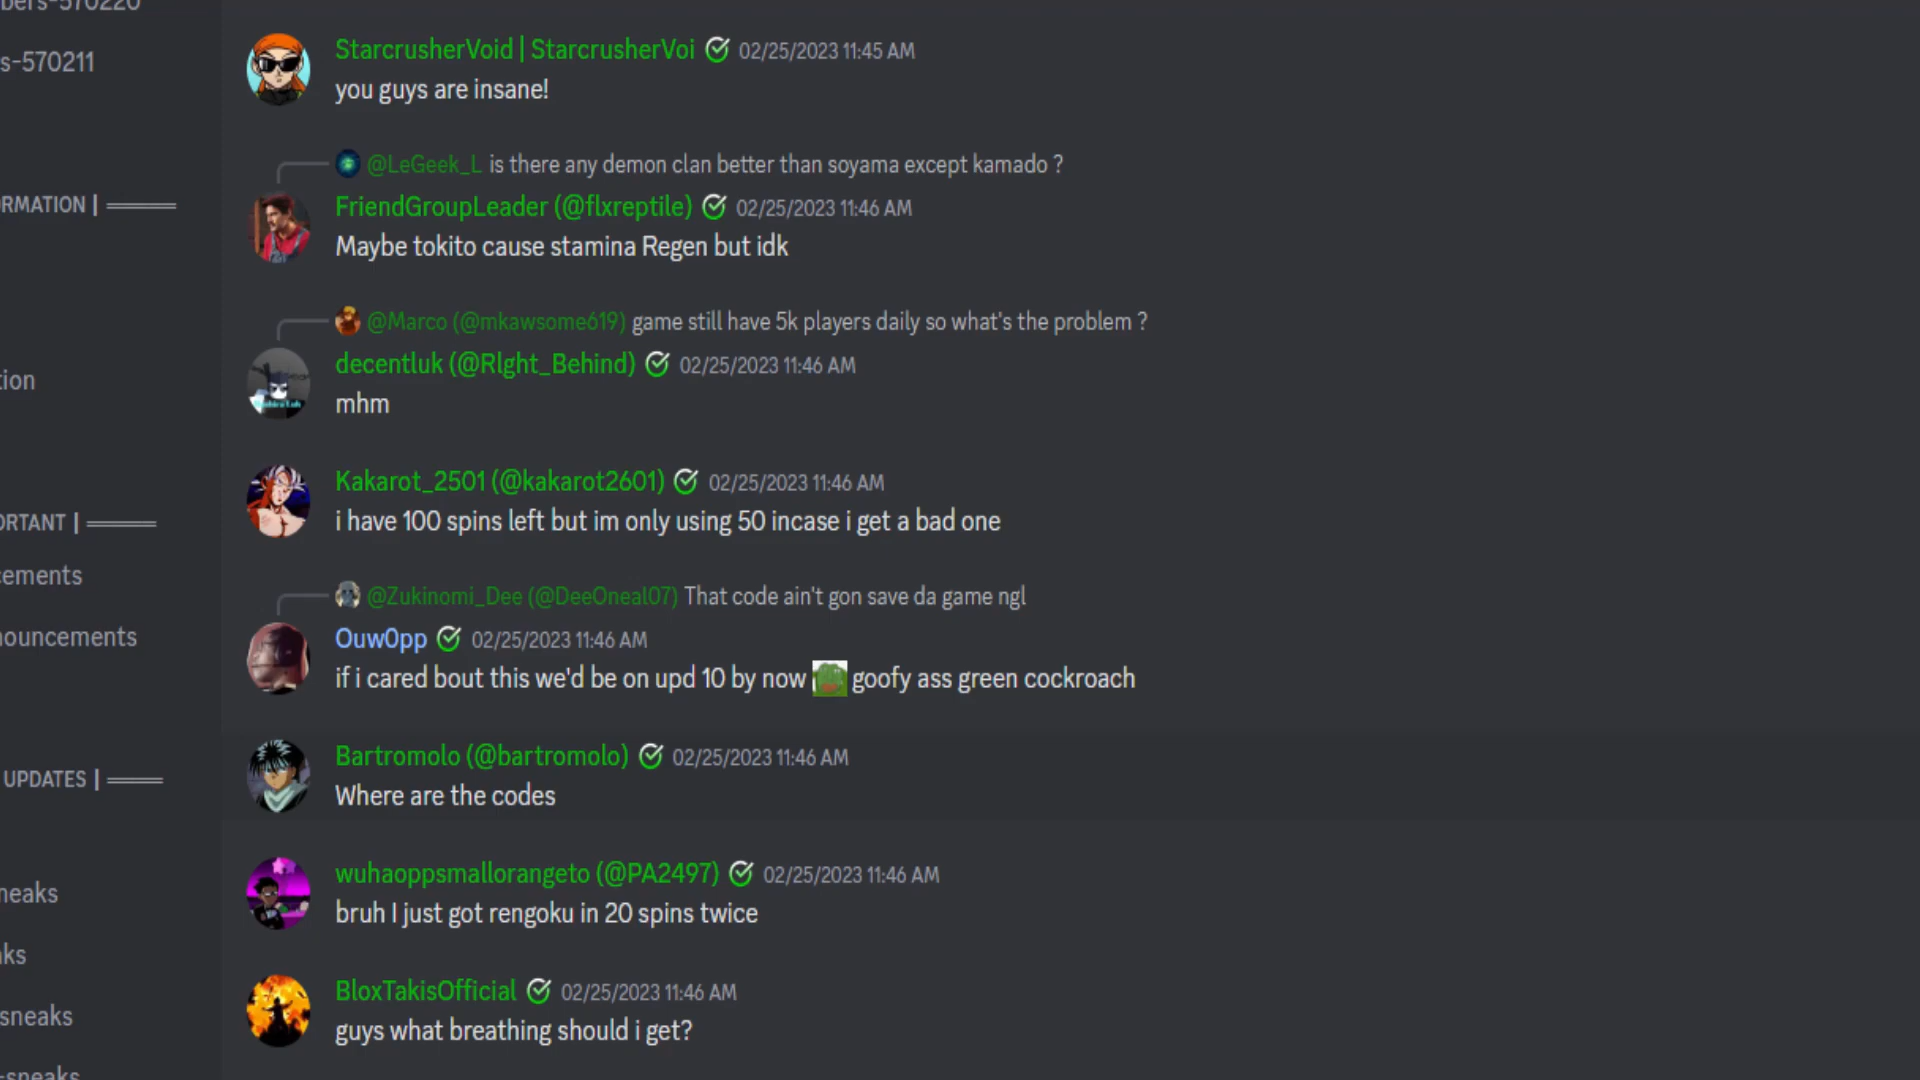 bers-570220
s-570211
RMATION |
tion
ORTANT |
cements
nouncements
UPDATES |
neaks
ks
sneaks
-sneaks
StarcrusherVoid | StarcrusherVoi 02/25/2023 11:45 AM
you guys are insane!
@LeGeek_L is there any demon clan better than soyama except kamado ?
FriendGroupLeader (@flxreptile) 02/25/2023 11:46 AM
Maybe tokito cause stamina Regen but idk
@Marco (@mkawsome619) game still have 5k players daily so what's the problem ?
decentluk (@Rlght_Behind) 02/25/2023 11:46 AM
mhm
Kakarot_2501 (@kakarot2601) 02/25/2023 11:46 AM
i have 100 spins left but im only using 50 incase i get a bad one
@Zukinomi_Dee (@DeeOneal07) That code ain't gon save da game ngl
OuwOpp 02/25/2023 11:46 AM
if i cared bout this we'd be on upd 10 by now goofy ass green cockroach
Bartromolo (@bartromolo) 02/25/2023 11:46 AM
Where are the codes
wuhaoppsmallorangeto (@PA2497) 02/25/2023 11:46 AM
bruh I just got rengoku in 20 spins twice
BloxTakisOfficial 02/25/2023 11:46 AM
guys what breathing should i get?